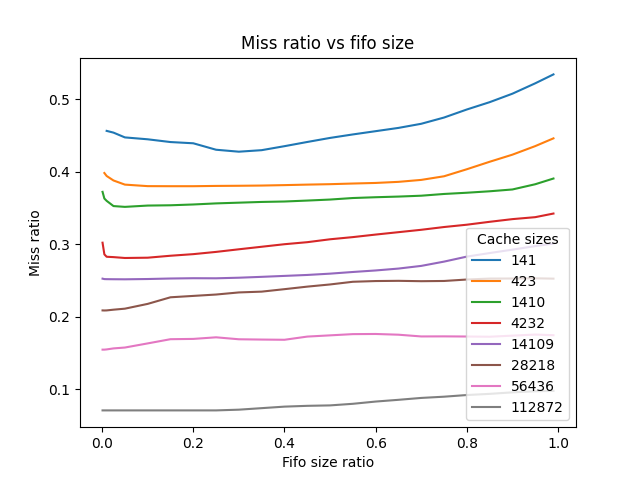 Miss ratio vs fifo size
0.5
0.4
0.3
0.2
0.1
Miss ratio
Cache sizes
141
423
1410
4232
14109
28218
56436
112872
0.0 0.2 0.4 0.6 0.8 1.0
Fifo size ratio